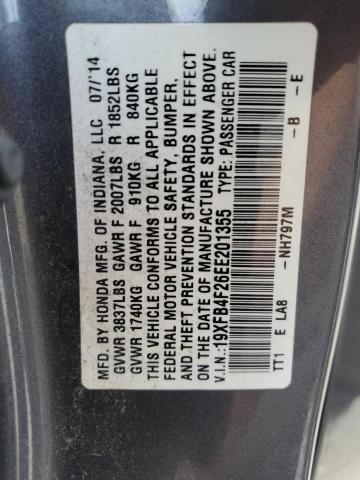 MFD. BY HONDA MFG. OF INDIANA, LLC 07/'14
GVWR 3837LBS GAWR F 2007LBS R 1852LBS
GVWR 1740KG GAWR F 910KG R 840KG
THIS VEHICLE CONFORMS TO ALL APPLICABLE
FEDERAL MOTOR VEHICLE SAFETY, BUMPER,
AND THEFT PREVENTION STANDARDS IN EFFECT
ON THE DATE OF MANUFACTURE SHOWN ABOVE.
V.I.N.:19XFB4F26EE201355 TYPE: PASSENGER CAR
-NH797M -B -E
TT1 E LA8